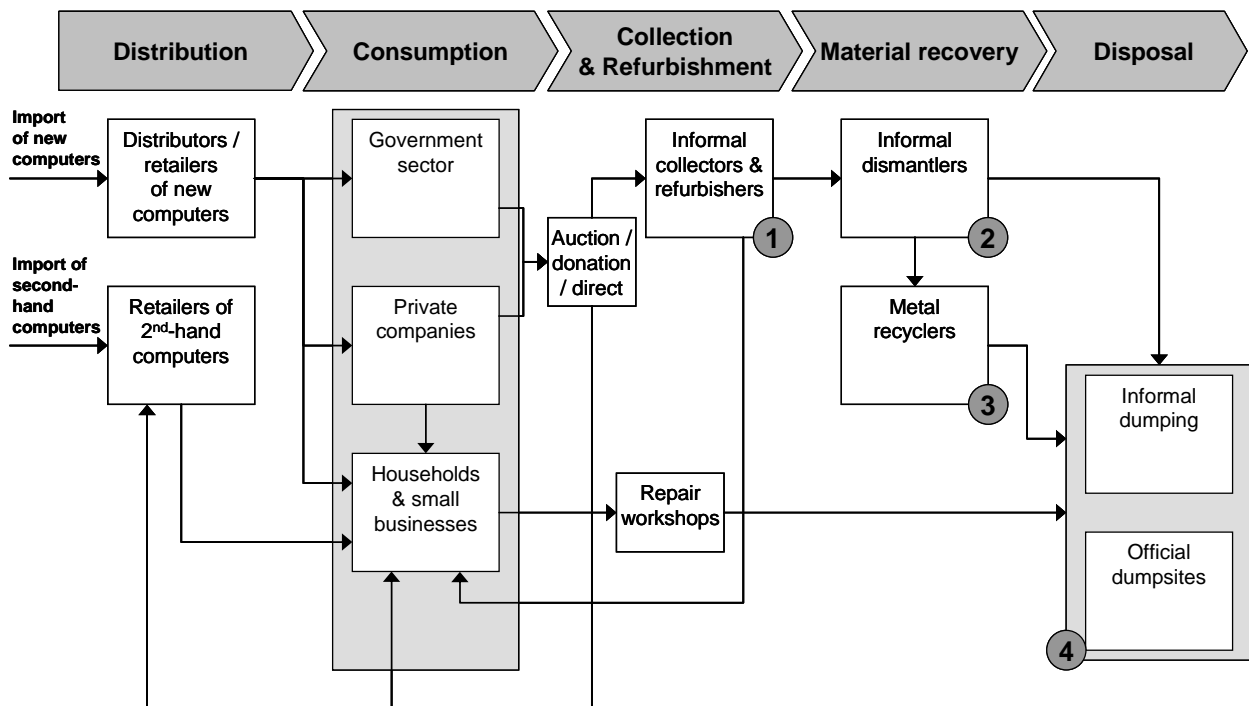 Distribution
Consumption
Collection
& Refurbishment
Material recovery
Disposal
Import
of new
computers
Distributors /
retailers
of new
computers
Government
sector
Informal
collectors &
refurbishers
1
Informal
dismantlers
2
Auction /
donation
/ direct
Import of
second-
hand
computers
Retailers of
2nd-hand
computers
Private
companies
Metal
recyclers
3
Informal
dumping
Households
& small
businesses
Repair
workshops
Official
dumpsites
4